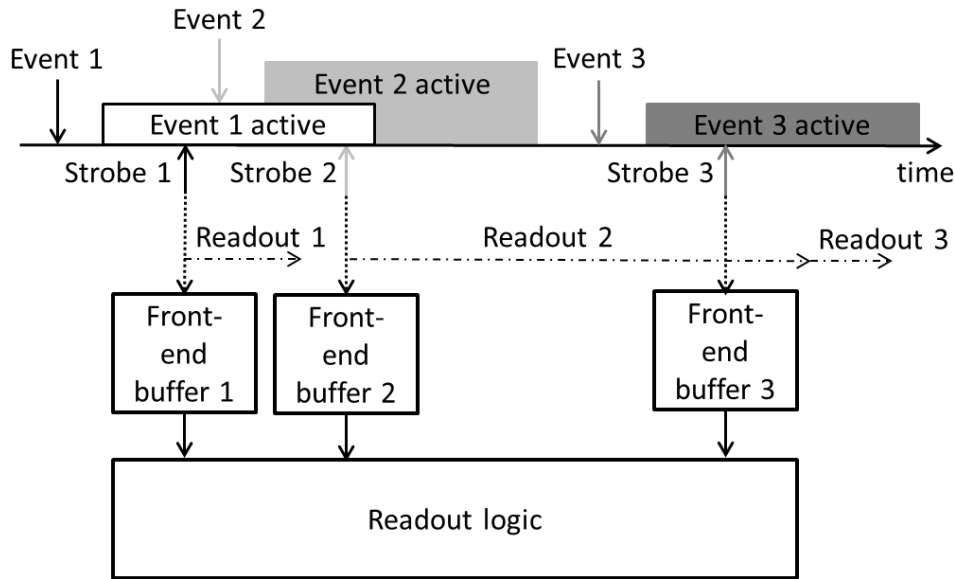 Event 2
Event 1
Event 3
Event 2 active
Event 1 active
Event 3 active
Strobe 1
Strobe 2
Strobe 3
time
Readout 1
Readout 2
Readout 3
Front-
end
buffer 1
Front-
end
buffer 2
Front-
end
buffer 3
Readout logic